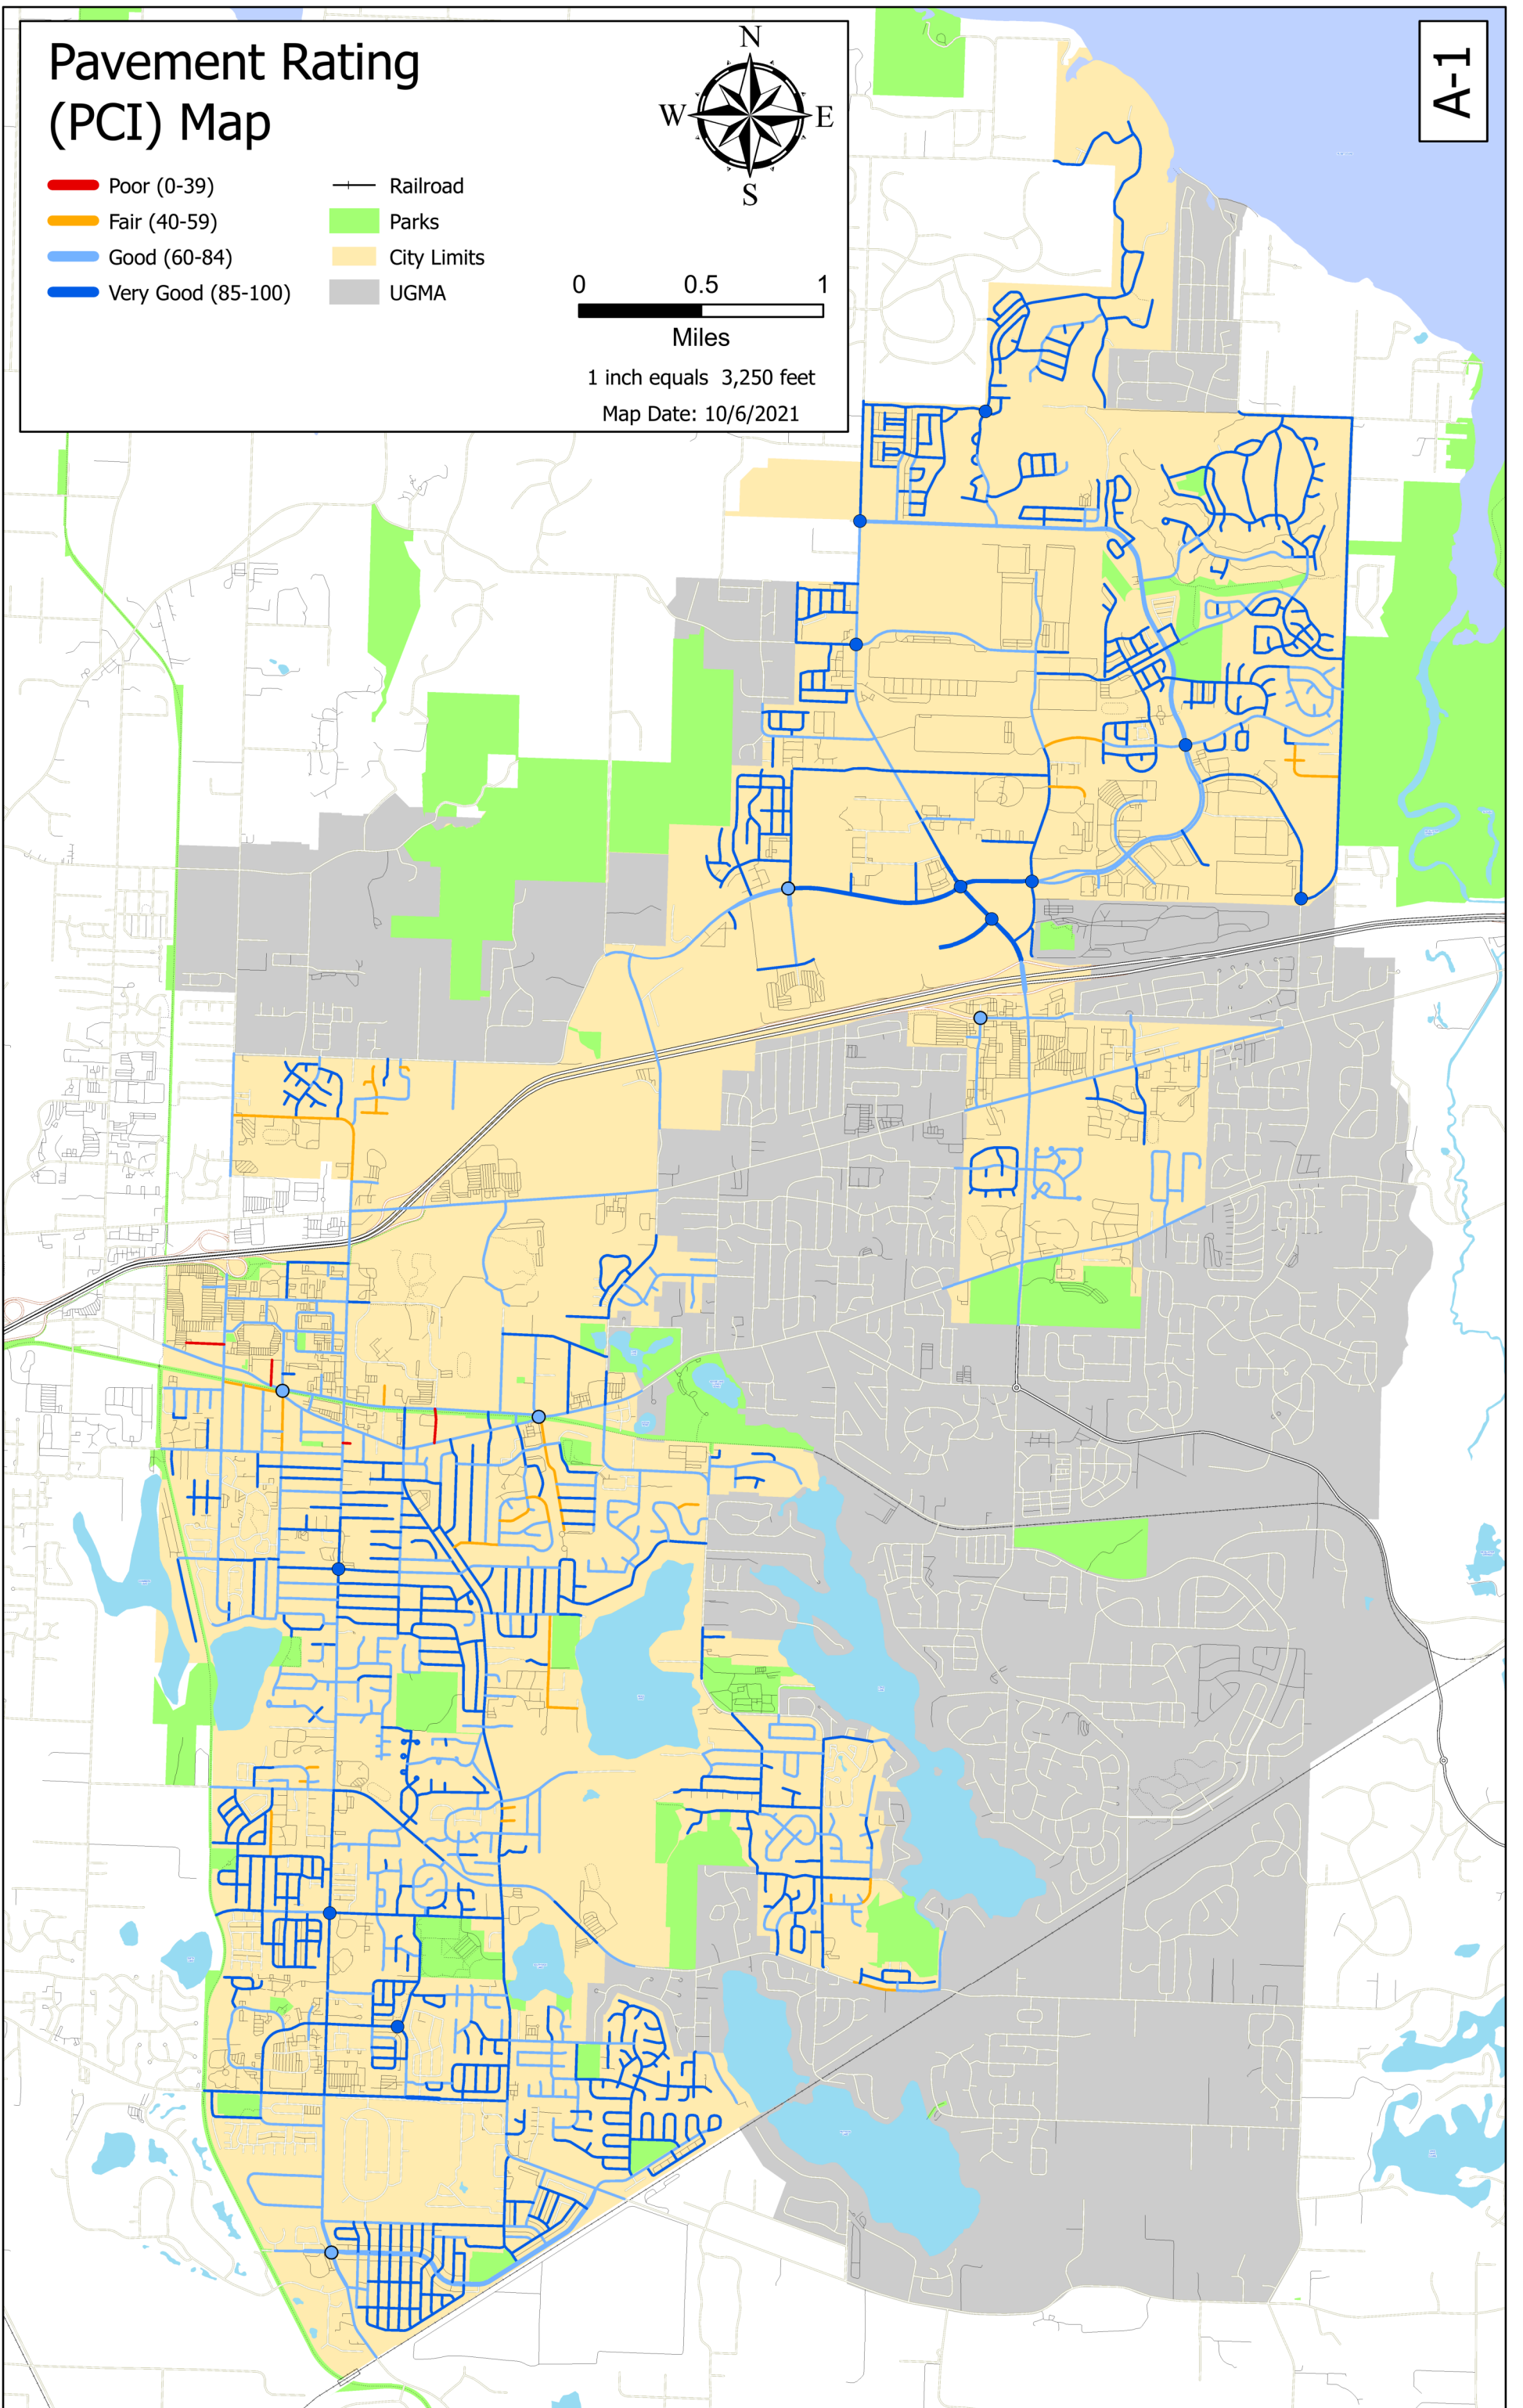 Pavement Rating
(PCI) Map
N
W
E
S
A-1
Poor (0-39)
Fair (40-59)
Good (60-84)
Very Good (85-100)
Railroad
Parks
City Limits
UGMA
0 0.5 1
Miles
1 inch equals 3,250 feet
Map Date: 10/6/2021